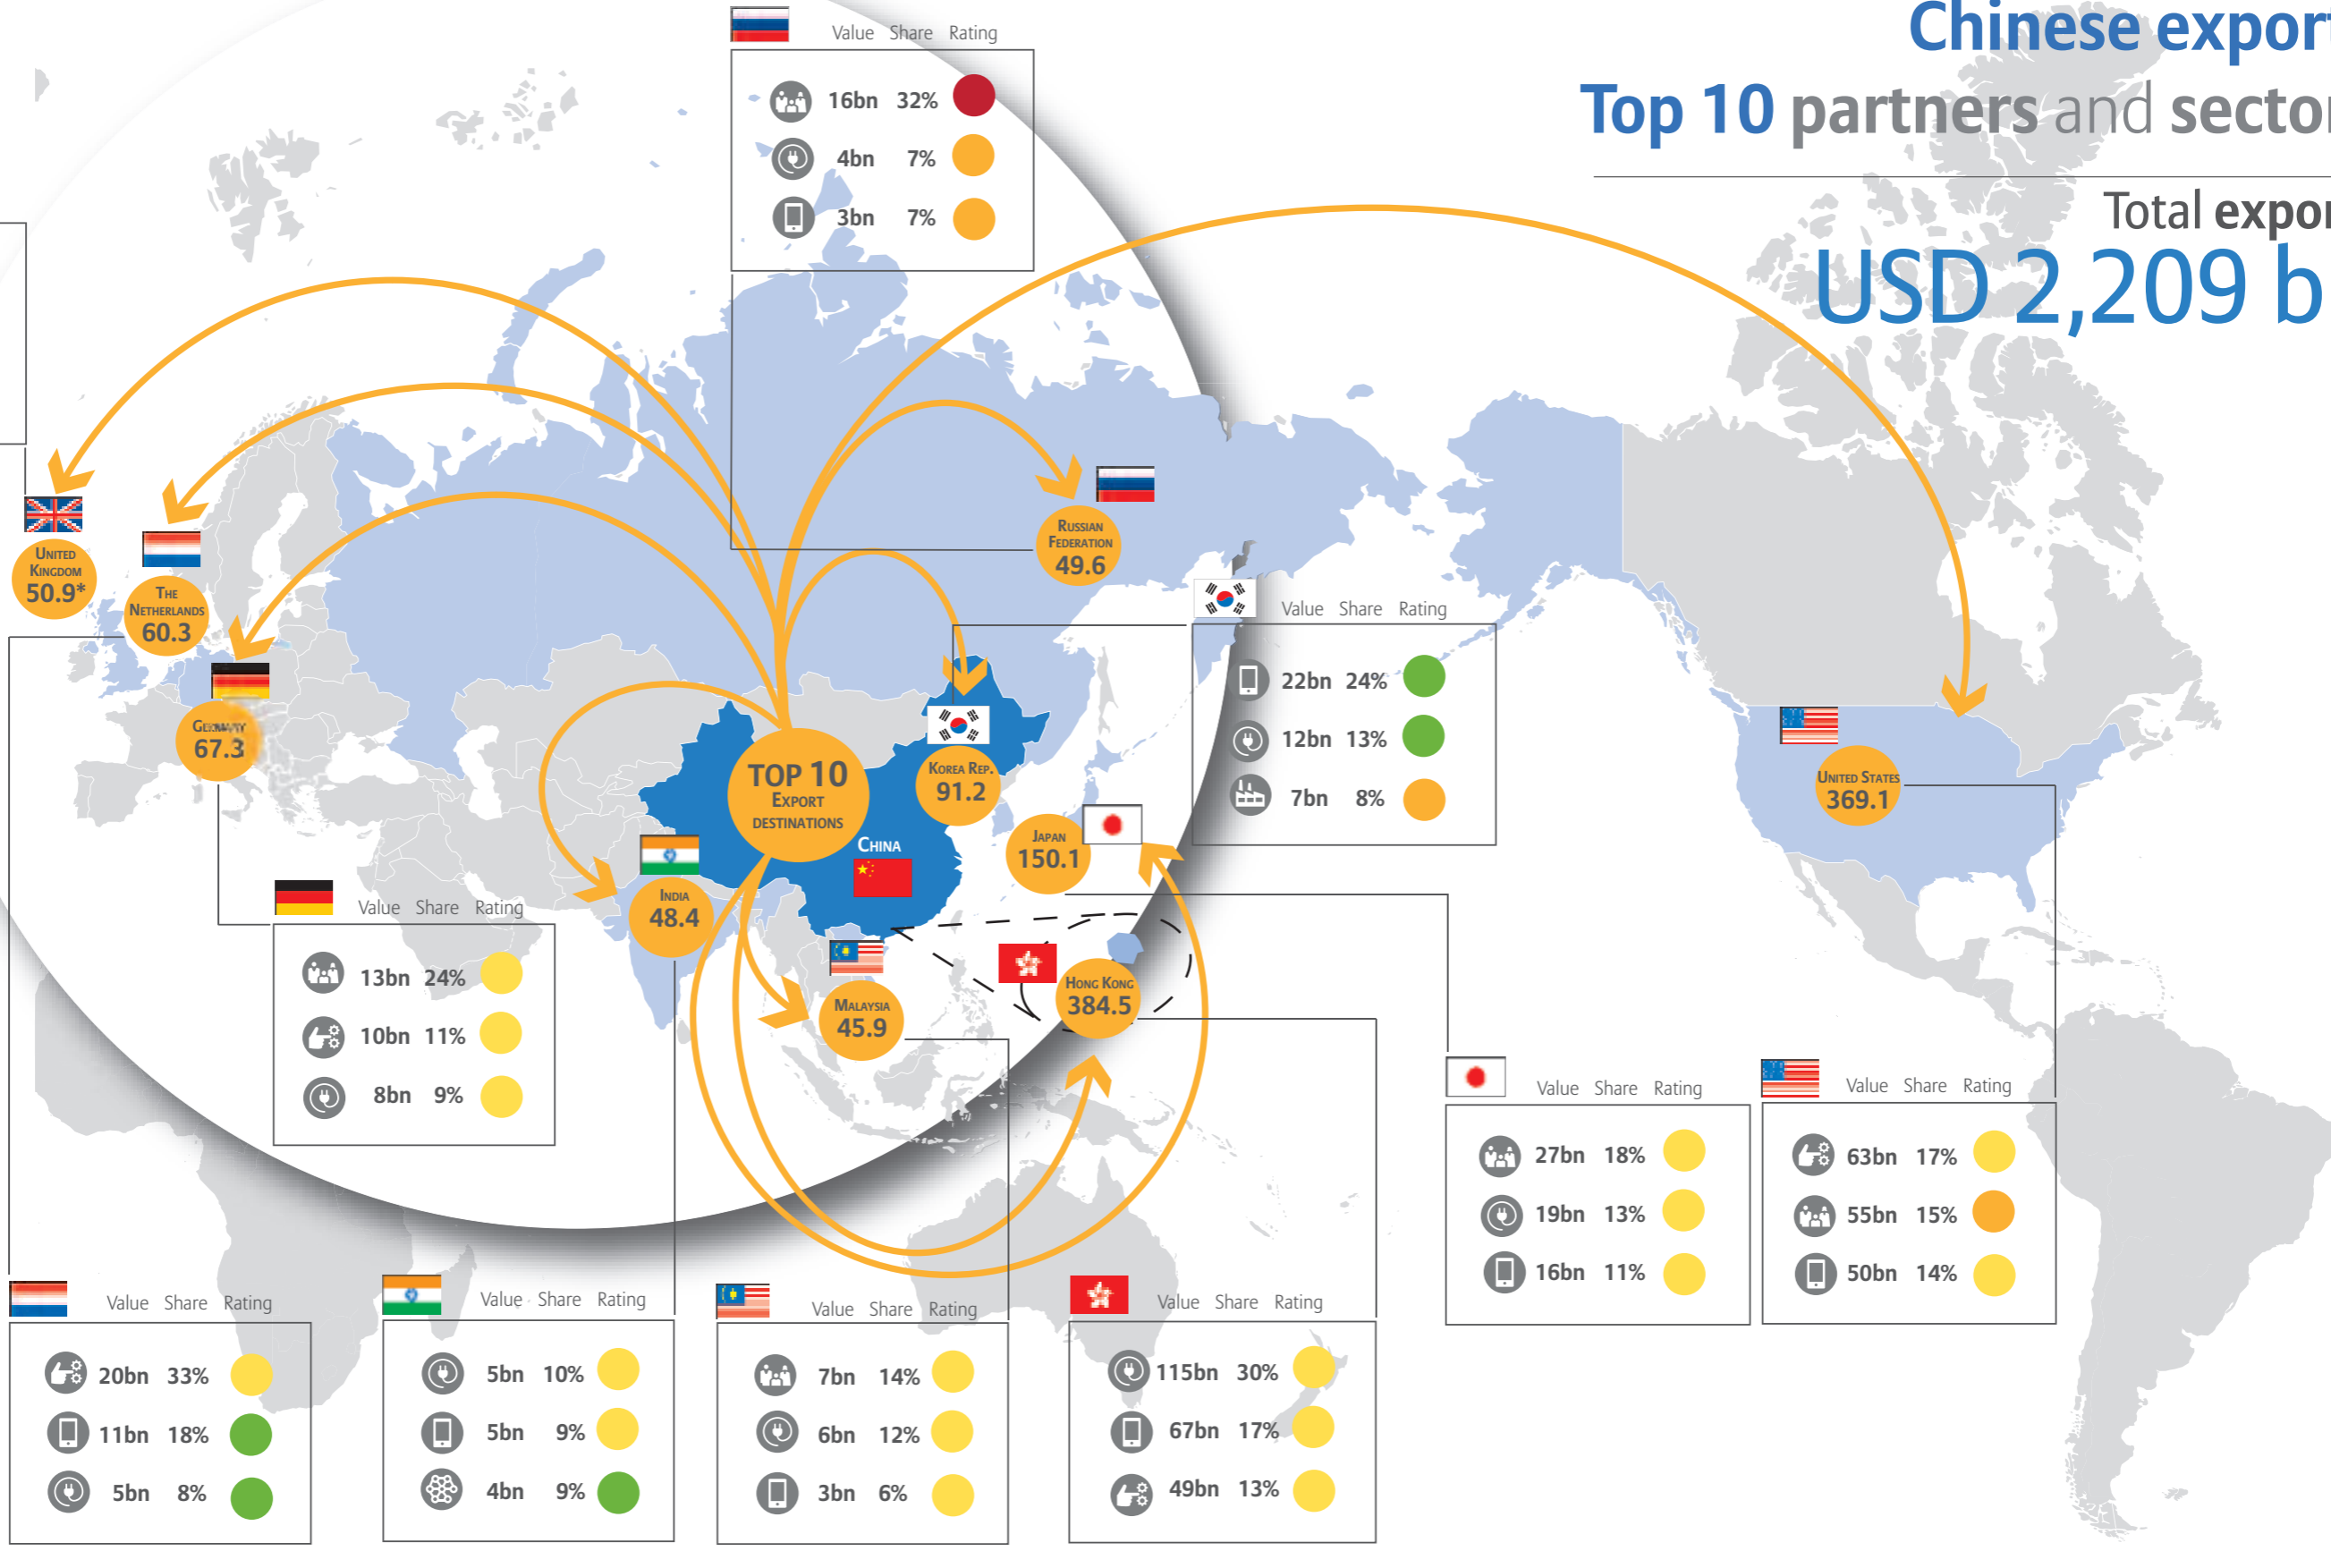 Chinese export
Top 10 partners and sector
Total expor
USD 2,209 b
Value Share Rating
16bn 32%
4bn 7%
3bn 7%
UNITED
KINGDOM
50.9*
THE
NETHERLANDS
60.3
GERMANY
67.3
RUSSIAN
FEDERATION
49.6
TOP 10
EXPORT
DESTINATIONS
CHINA
KOREA REP.
91.2
JAPAN
150.1
INDIA
48.4
MALAYSIA
45.9
HONG KONG
384.5
UNITED STATES
369.1
Value Share Rating
22bn 24%
12bn 13%
7bn 8%
Value Share Rating
13bn 24%
10bn 11%
8bn 9%
Value Share Rating
27bn 18%
19bn 13%
16bn 11%
Value Share Rating
63bn 17%
55bn 15%
50bn 14%
Value Share Rating
20bn 33%
11bn 18%
5bn 8%
Value Share Rating
5bn 10%
5bn 9%
4bn 9%
Value Share Rating
7bn 14%
6bn 12%
3bn 6%
Value Share Rating
115bn 30%
67bn 17%
49bn 13%